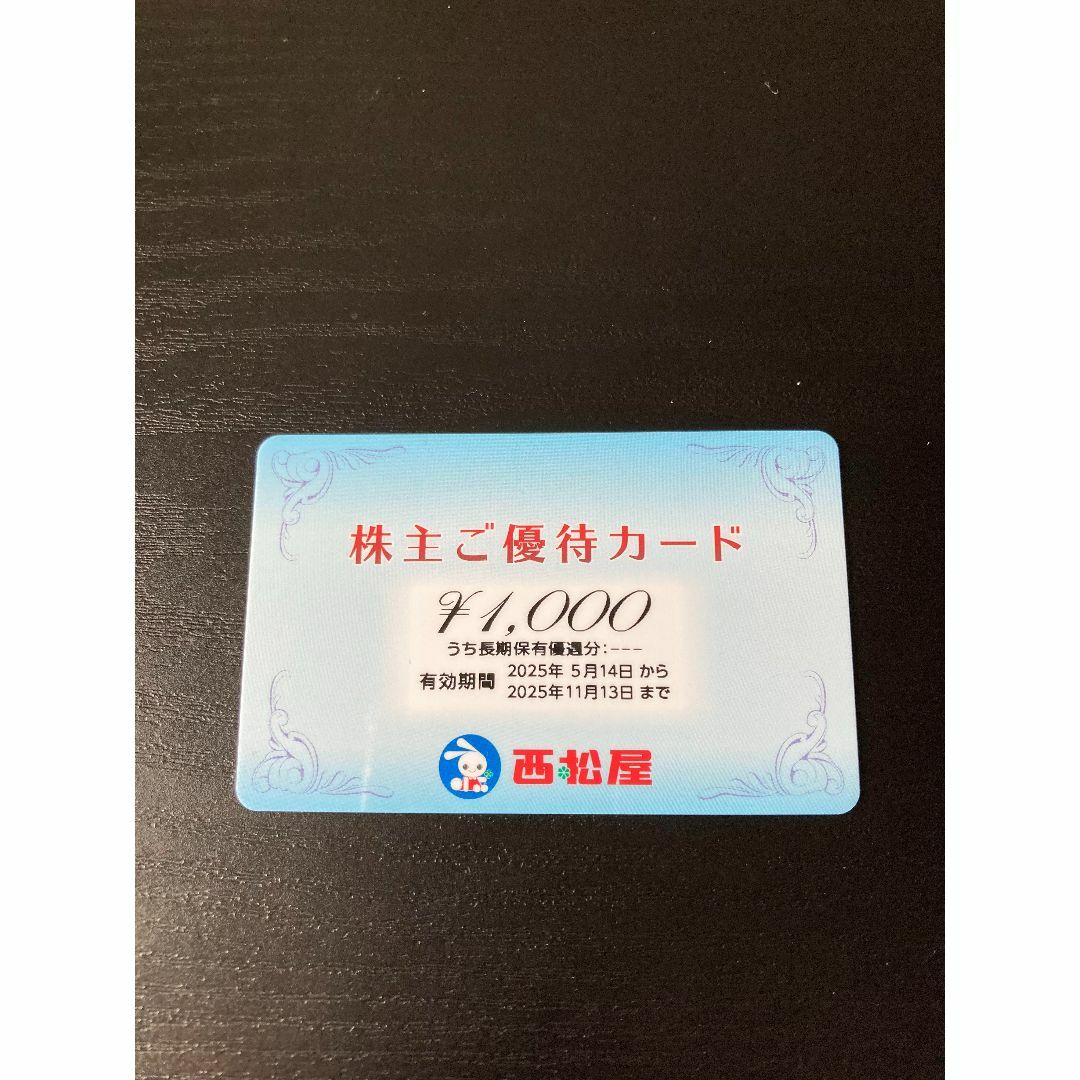 株主ご優待カード
¥1,000
うち長期保有優遇分:---
有効期間 2025年 5月14日 から
2025年11月13日 まで
西松屋